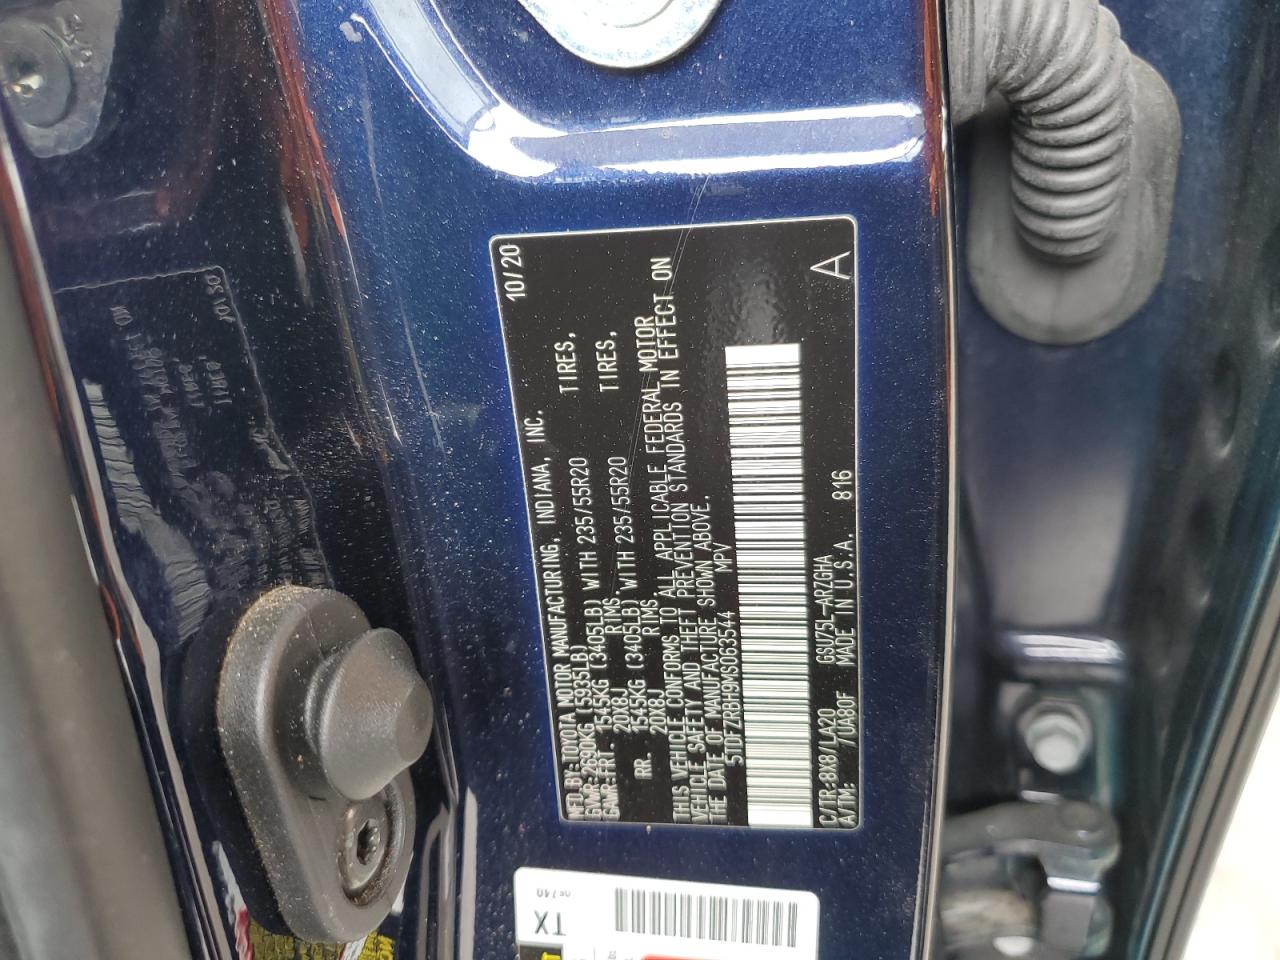 MFD.BY:TOYOTA MOTOR MANUFACTURING, INDIANA, INC. 10/20
GVWR:2690KG (5935LB)
GAWR:FRT. 1545KG (3405LB) WITH 235/55R20 TIRES,
20X8J RIMS,
RR. 1545KG (3405LB) WITH 235/55R20 TIRES,
20X8J RIMS.
THIS VEHICLE CONFORMS TO ALL APPLICABLE FEDERAL MOTOR
VEHICLE SAFETY AND THEFT PREVENTION STANDARDS IN EFFECT ON
THE DATE OF MANUFACTURE SHOWN ABOVE.
5TDFZRBH9MS063544 MPV
C/TR:8X8/LA20 GSU75L-ARZGHA A
A/TM: /UA80F MADE IN U.S.A. 816
TX